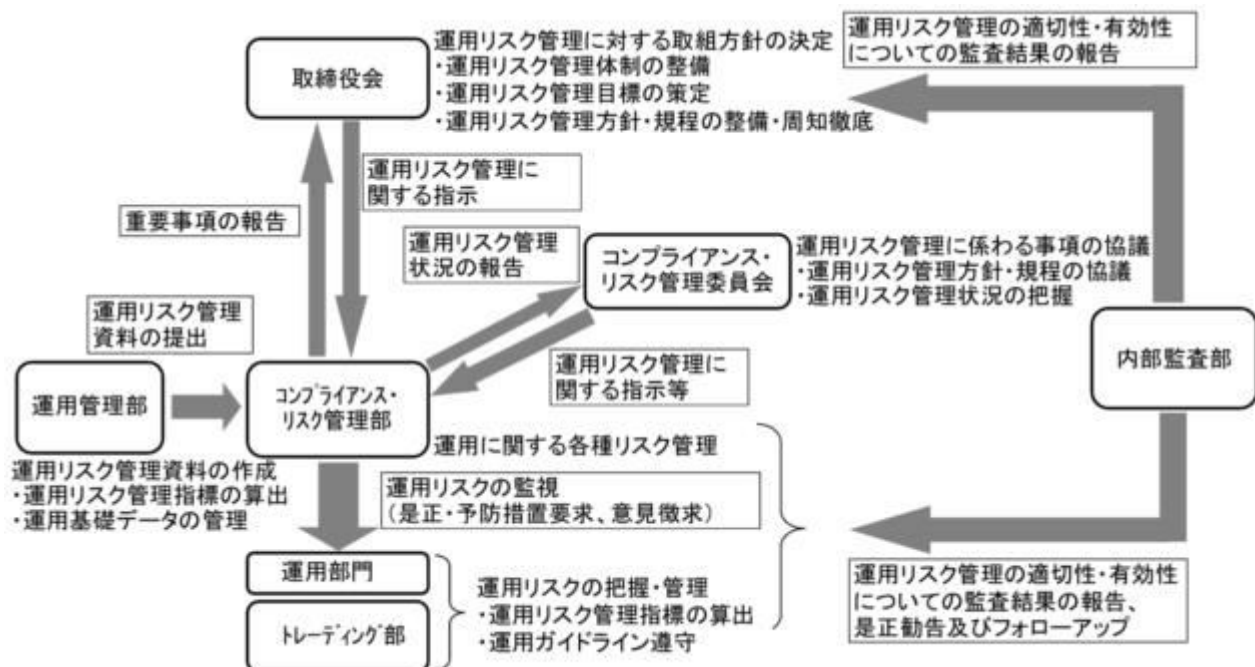 運用リスク管理に対する取組方針の決定
・運用リスク管理体制の整備
・運用リスク管理目標の策定
・運用リスク管理方針・規程の整備・周知徹底
取締役会
運用リスク管理の適切性・有効性
についての監査結果の報告
運用リスク管理に
関する指示
重要事項の報告
運用リスク管理
状況の報告
コンプライアンス・
リスク管理委員会
運用リスク管理に係わる事項の協議
・運用リスク管理方針・規程の協議
・運用リスク管理状況の把握
運用リスク管理
資料の提出
運用リスク管理に
関する指示等
内部監査部
運用管理部
コンプライアンス・
リスク管理部
運用に関する各種リスク管理
運用リスク管理資料の作成
・運用リスク管理指標の算出
・運用基礎データの管理
運用リスクの監視
(是正・予防措置要求、意見徴求)
運用部門
トレーディング部
運用リスクの把握・管理
・運用リスク管理指標の算出
・運用ガイドライン遵守
運用リスク管理の適切性・有効性
についての監査結果の報告、
是正勧告及びフォローアップ